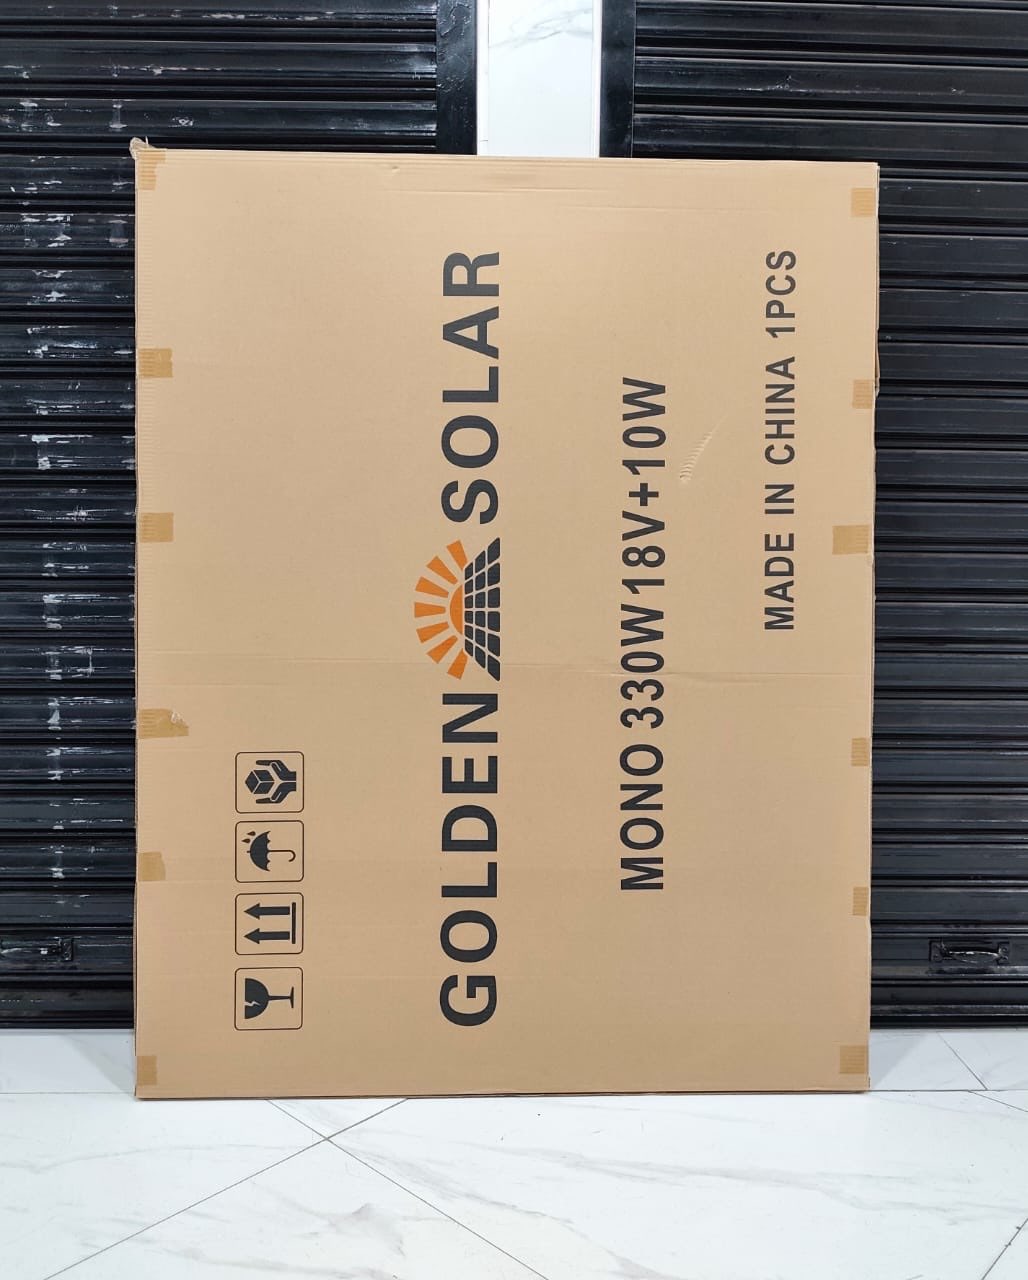 GOLDEN SOLAR
MONO 330W 18V+10W
MADE IN CHINA 1PCS